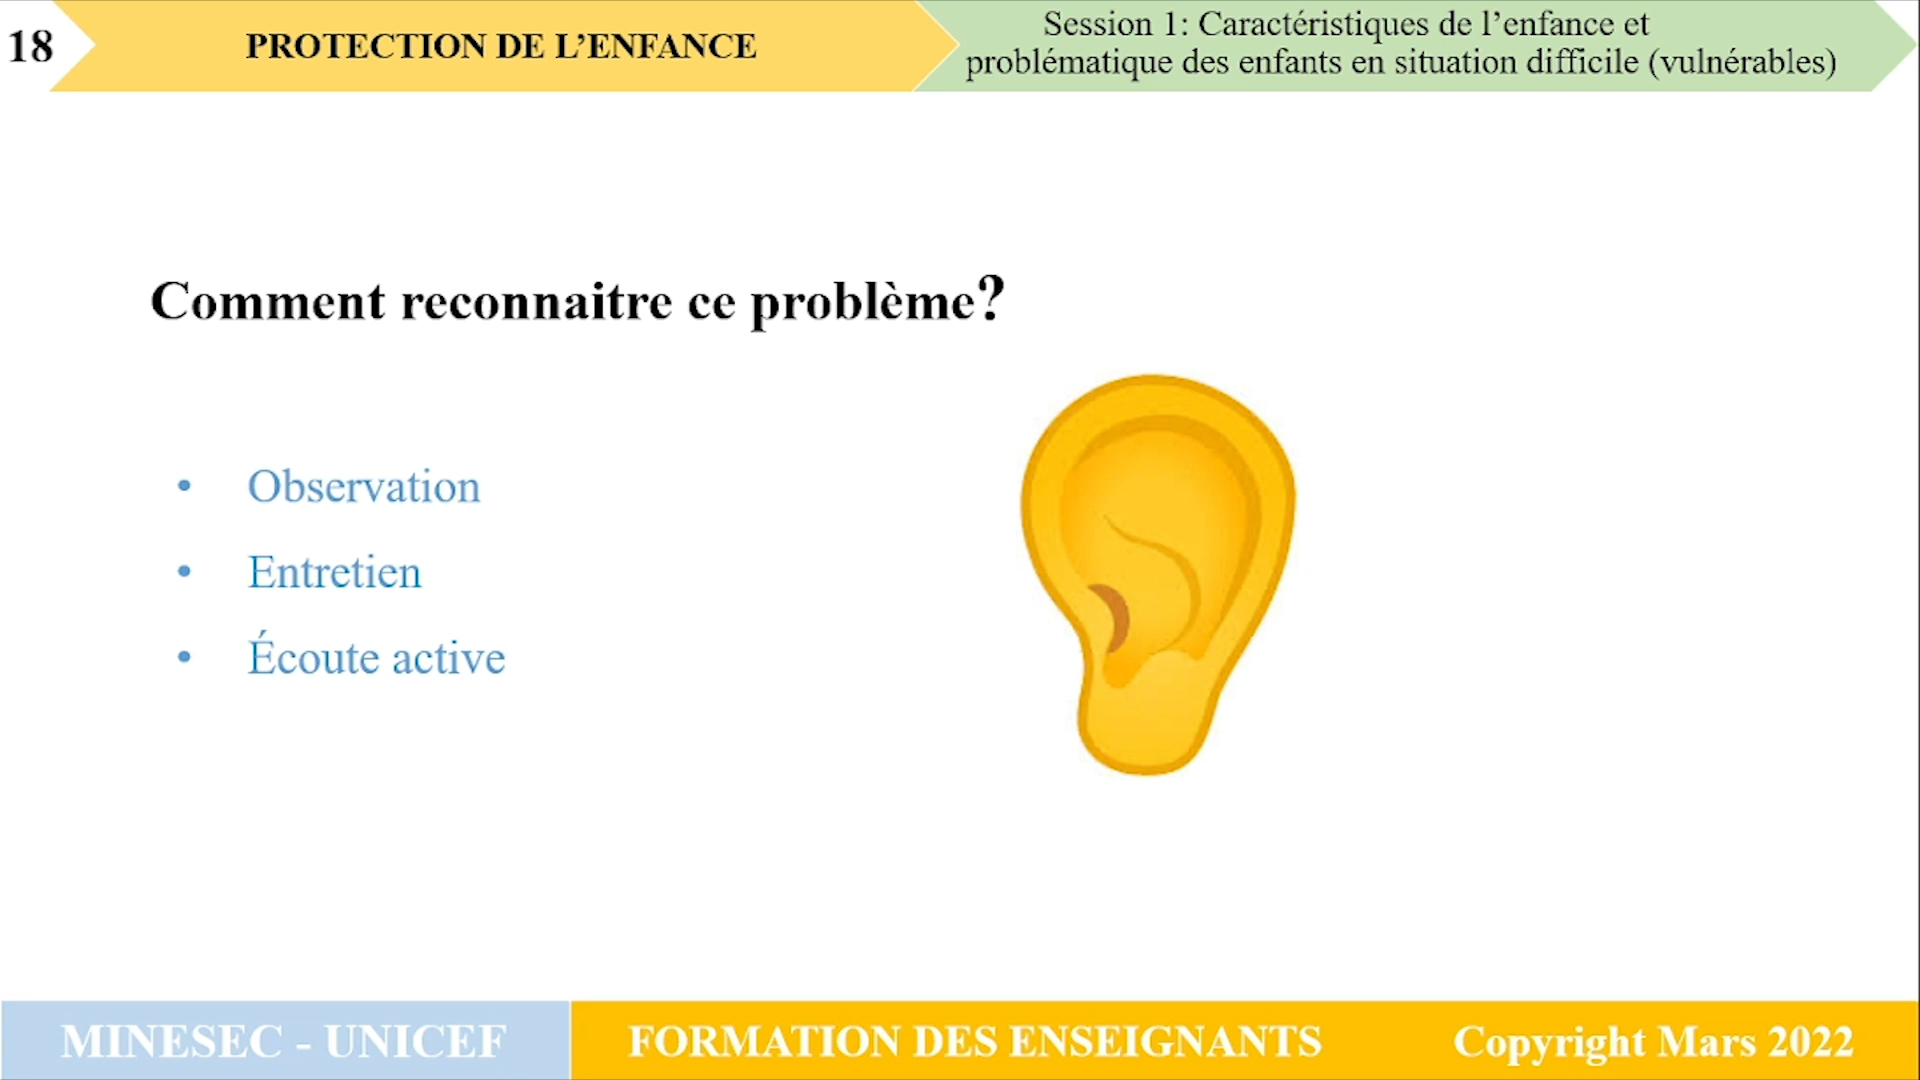 18
PROTECTION DE L’ENFANCE
Session 1: Caractéristiques de l’enfance et
problématique des enfants en situation difficile (vulnérables)
Comment reconnaitre ce problème?
• Observation
• Entretien
• Écoute active
MINESEC - UNICEF
FORMATION DES ENSEIGNANTS
Copyright Mars 2022